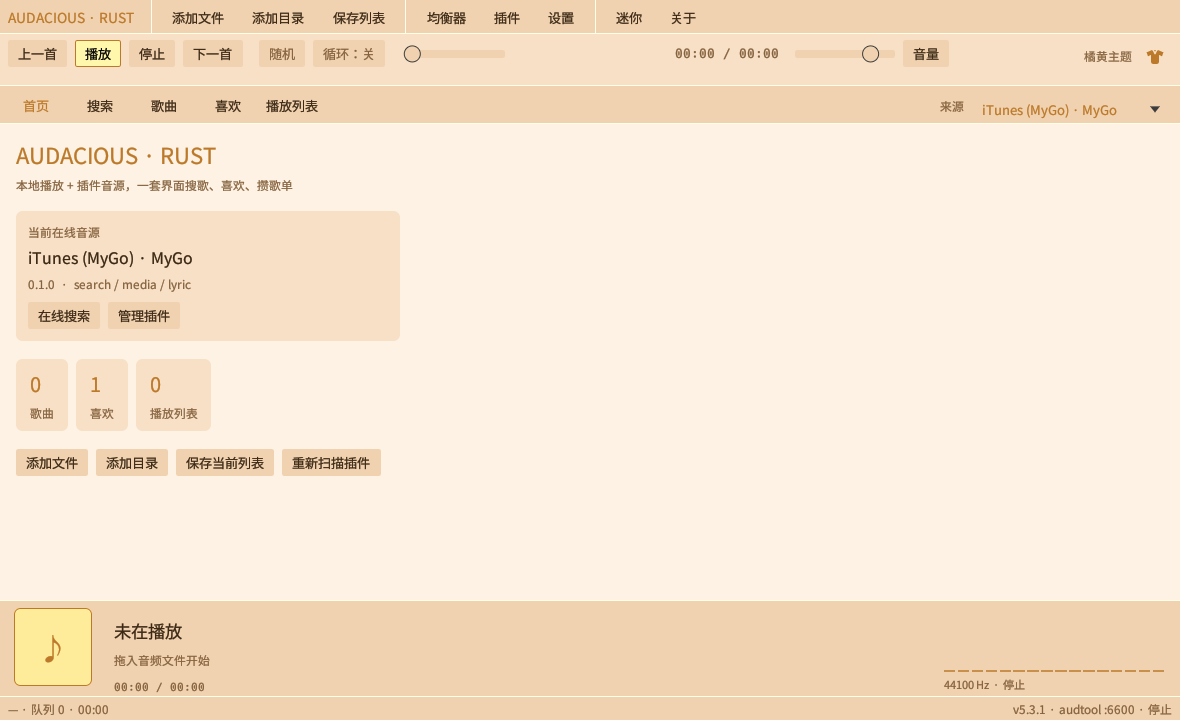 AUDACIOUS · RUST 添加文件 添加目录 保存列表 均衡器 插件 设置 迷你 关于
上一首 播放 停止 下一首 随机 循环：关 00:00 / 00:00 音量 橘黄主题
首页 搜索 歌曲 喜欢 播放列表 来源 iTunes (MyGo) · MyGo
AUDACIOUS · RUST
本地播放 + 插件音源，一套界面搜歌、喜欢、攒歌单
当前在线音源
iTunes (MyGo) · MyGo
0.1.0 · search / media / lyric
在线搜索 管理插件
0 1 0
歌曲 喜欢 播放列表
添加文件 添加目录 保存当前列表 重新扫描插件
未在播放
拖入音频文件开始
00:00 / 00:00
44100 Hz · 停止
— · 队列 0 · 00:00 v5.3.1 · audtool :6600 · 停止